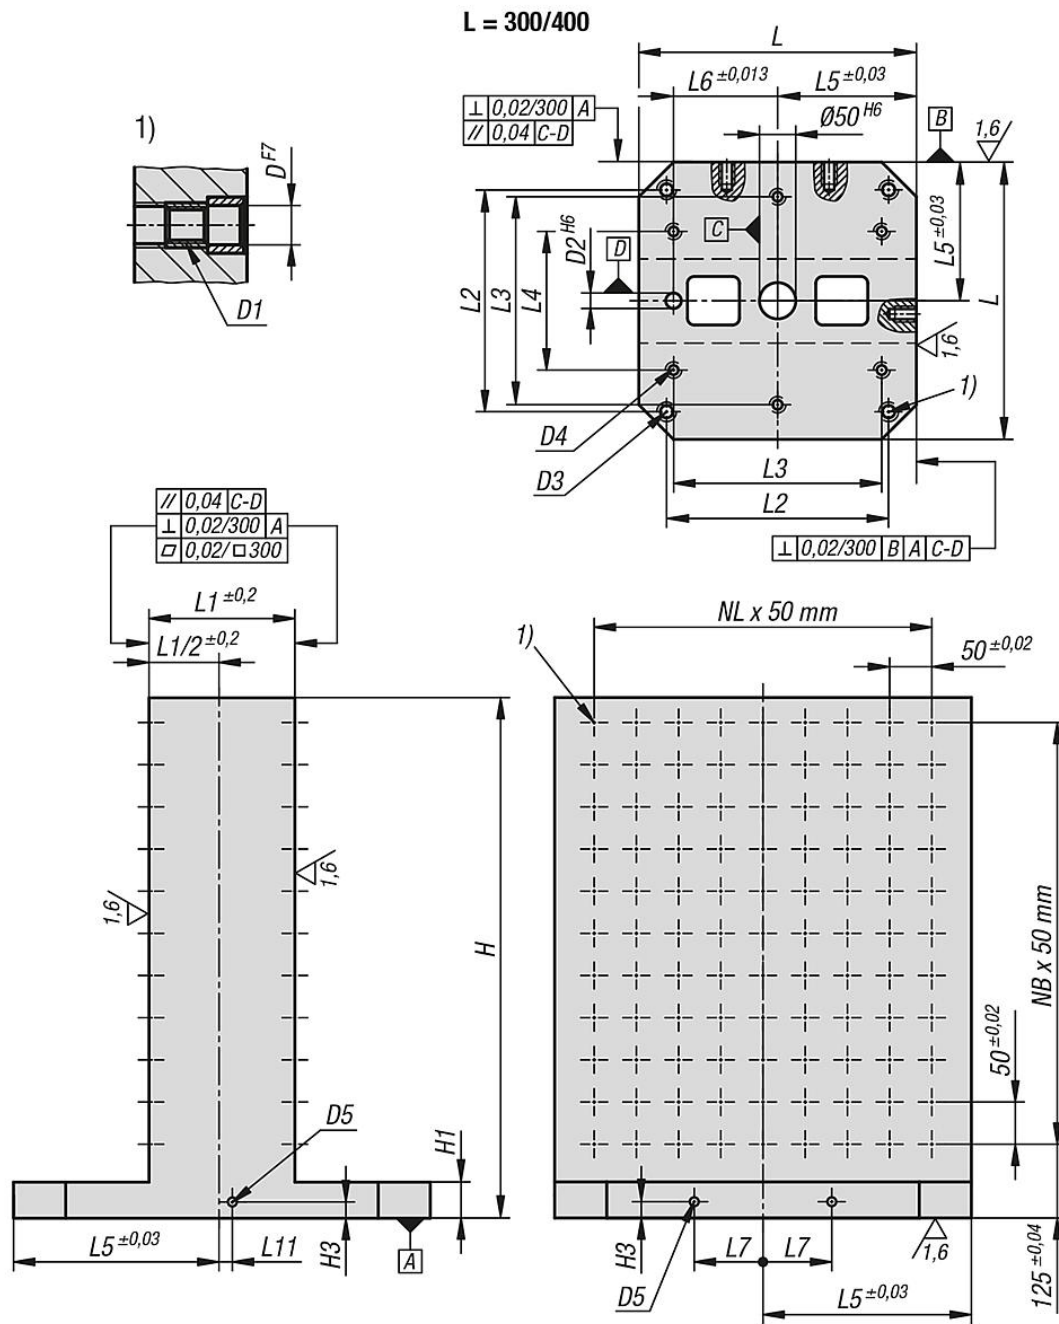 L = 300/400
L
L6 ±0,013
L5 ±0,03
⊥ 0,02/300 A
// 0,04 C-D
Ø50 H6
B
1,6
1)
D F7
D1
C
D2 H6
D
L2
L3
L4
L5 ±0,03
L
1,6
1)
D4
D3
L3
L2
⊥ 0,02/300 B A C-D
// 0,04 C-D
⊥ 0,02/300 A
⏥ 0,02/□300
L1 ±0,2
L1/2 ±0,2
NL x 50 mm
1)
50 ±0,02
1,6
1,6
H
NB x 50 mm
50 ±0,02
D5
H1
L5 ±0,03
L11
H3
A
H3
D5
L7
L7
1,6
L5 ±0,03
125 ±0,04